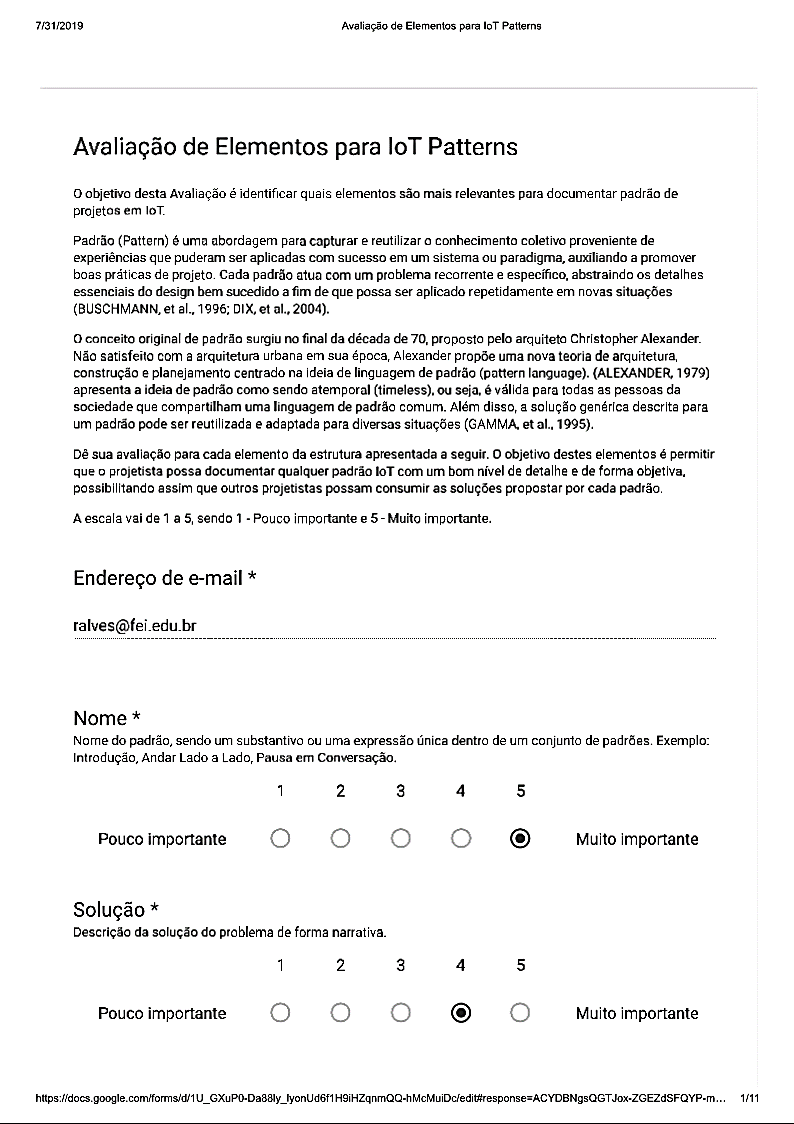 7/31/2019 Avaliação de Elementos para IoT Patterns
Avaliação de Elementos para IoT Patterns
O objetivo desta Avaliação é identificar quais elementos são mais relevantes para documentar padrão de
projetos em IoT.
Padrão (Pattern) é uma abordagem para capturar e reutilizar o conhecimento coletivo proveniente de
experiências que puderam ser aplicadas com sucesso em um sistema ou paradigma, auxiliando a promover
boas práticas de projeto. Cada padrão atua com um problema recorrente e específico, abstraindo os detalhes
essenciais do design bem sucedido a fim de que possa ser aplicado repetidamente em novas situações
(BUSCHMANN, et al., 1996; DIX, et al., 2004).
O conceito original de padrão surgiu no final da década de 70, proposto pelo arquiteto Christopher Alexander.
Não satisfeito com a arquitetura urbana em sua época, Alexander propõe uma nova teoria de arquitetura,
construção e planejamento centrado na ideia de linguagem de padrão (pattern language). (ALEXANDER, 1979)
apresenta a ideia de padrão como sendo atemporal (timeless), ou seja, é válida para todas as pessoas da
sociedade que compartilham uma linguagem de padrão comum. Além disso, a solução genérica descrita para
um padrão pode ser reutilizada e adaptada para diversas situações (GAMMA, et al., 1995).
Dê sua avaliação para cada elemento da estrutura apresentada a seguir. O objetivo destes elementos é permitir
que o projetista possa documentar qualquer padrão IoT com um bom nível de detalhe e de forma objetiva,
possibilitando assim que outros projetistas possam consumir as soluções propostar por cada padrão.
A escala vai de 1 a 5, sendo 1 - Pouco importante e 5 - Muito importante.
Endereço de e-mail *
ralves@fei.edu.br
Nome *
Nome do padrão, sendo um substantivo ou uma expressão única dentro de um conjunto de padrões. Exemplo:
Introdução, Andar Lado a Lado, Pausa em Conversação.
1 2 3 4 5
Pouco importante Muito importante
Solução *
Descrição da solução do problema de forma narrativa.
1 2 3 4 5
Pouco importante Muito importante
https://docs.google.com/forms/d/1U_GXuP0-Da88ly_IyonUd6f1H9iHZqnmQQ-hMcMuiDc/edit#response=ACYDBNgsQGTJox-ZGEZdSFQYP-m... 1/11